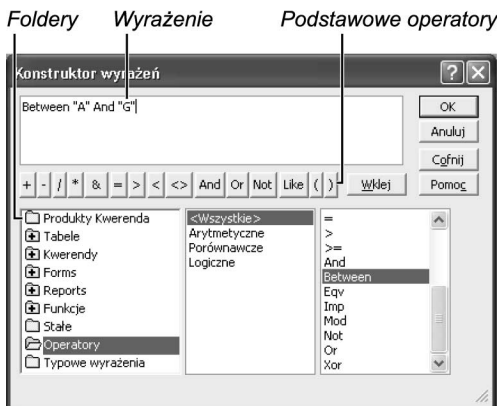 Foldery Wyrażenie Podstawowe operatory
Konstruktor wyrażeń
Between "A" And "G"
OK
Anuluj
Cofnij
+ - / * & = > < <> And Or Not Like ( ) Wklej Pomoc
Produkty Kwerenda
Tabele
Kwerendy
Forms
Reports
Funkcje
Stałe
Operatory
Typowe wyrażenia
<Wszystkie>
Arytmetyczne
Porównawcze
Logiczne
=
>
>=
And
Between
Eqv
Imp
Mod
Not
Or
Xor